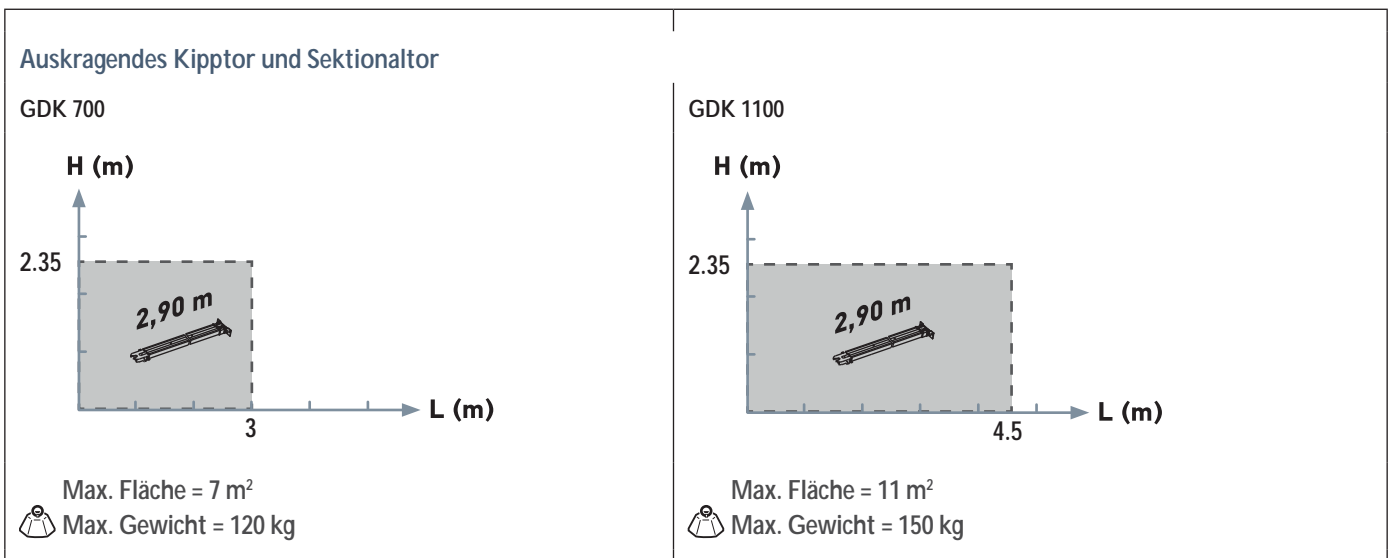 Auskragendes Kipptor und Sektionaltor
GDK 700
H (m)
2.35
2,90 m
L (m)
3
Max. Fläche = 7 m²
Max. Gewicht = 120 kg
GDK 1100
H (m)
2.35
2,90 m
L (m)
4.5
Max. Fläche = 11 m²
Max. Gewicht = 150 kg